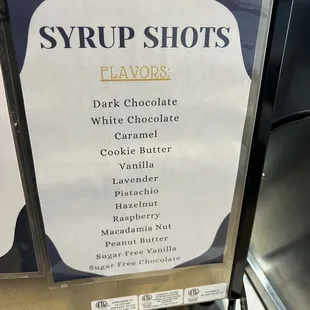 SYRUP SHOTS
FLAVORS:
Dark Chocolate
White Chocolate
Caramel
Cookie Butter
Vanilla
Lavender
Pistachio
Hazelnut
Raspberry
Macadamia Nut
Peanut Butter
Sugar Free Vanilla
Sugar Free Chocolate